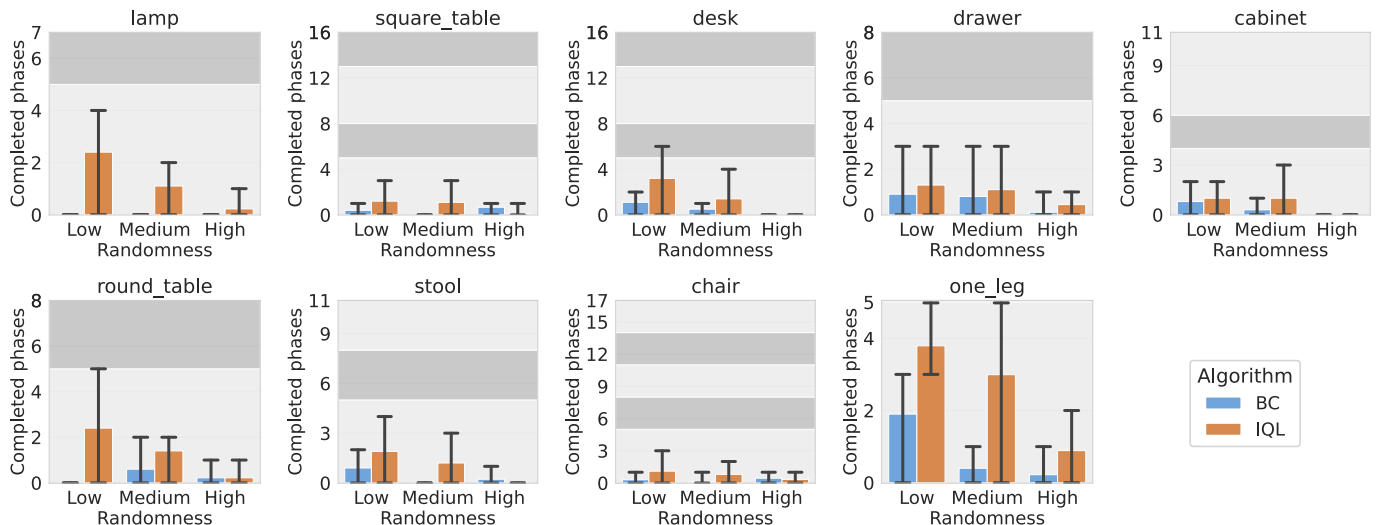 lamp
Completed phases
7
6
4
2
0
Low Medium High
Randomness
square_table
Completed phases
16
12
8
4
0
Low Medium High
Randomness
desk
Completed phases
16
12
8
4
0
Low Medium High
Randomness
drawer
Completed phases
8
6
4
2
0
Low Medium High
Randomness
cabinet
Completed phases
11
9
6
3
0
Low Medium High
Randomness
round_table
Completed phases
8
6
4
2
0
Low Medium High
Randomness
stool
Completed phases
11
9
6
3
0
Low Medium High
Randomness
chair
Completed phases
17
15
12
9
6
3
0
Low Medium High
Randomness
one_leg
Completed phases
5
4
2
0
Low Medium High
Randomness
Algorithm
BC
IQL